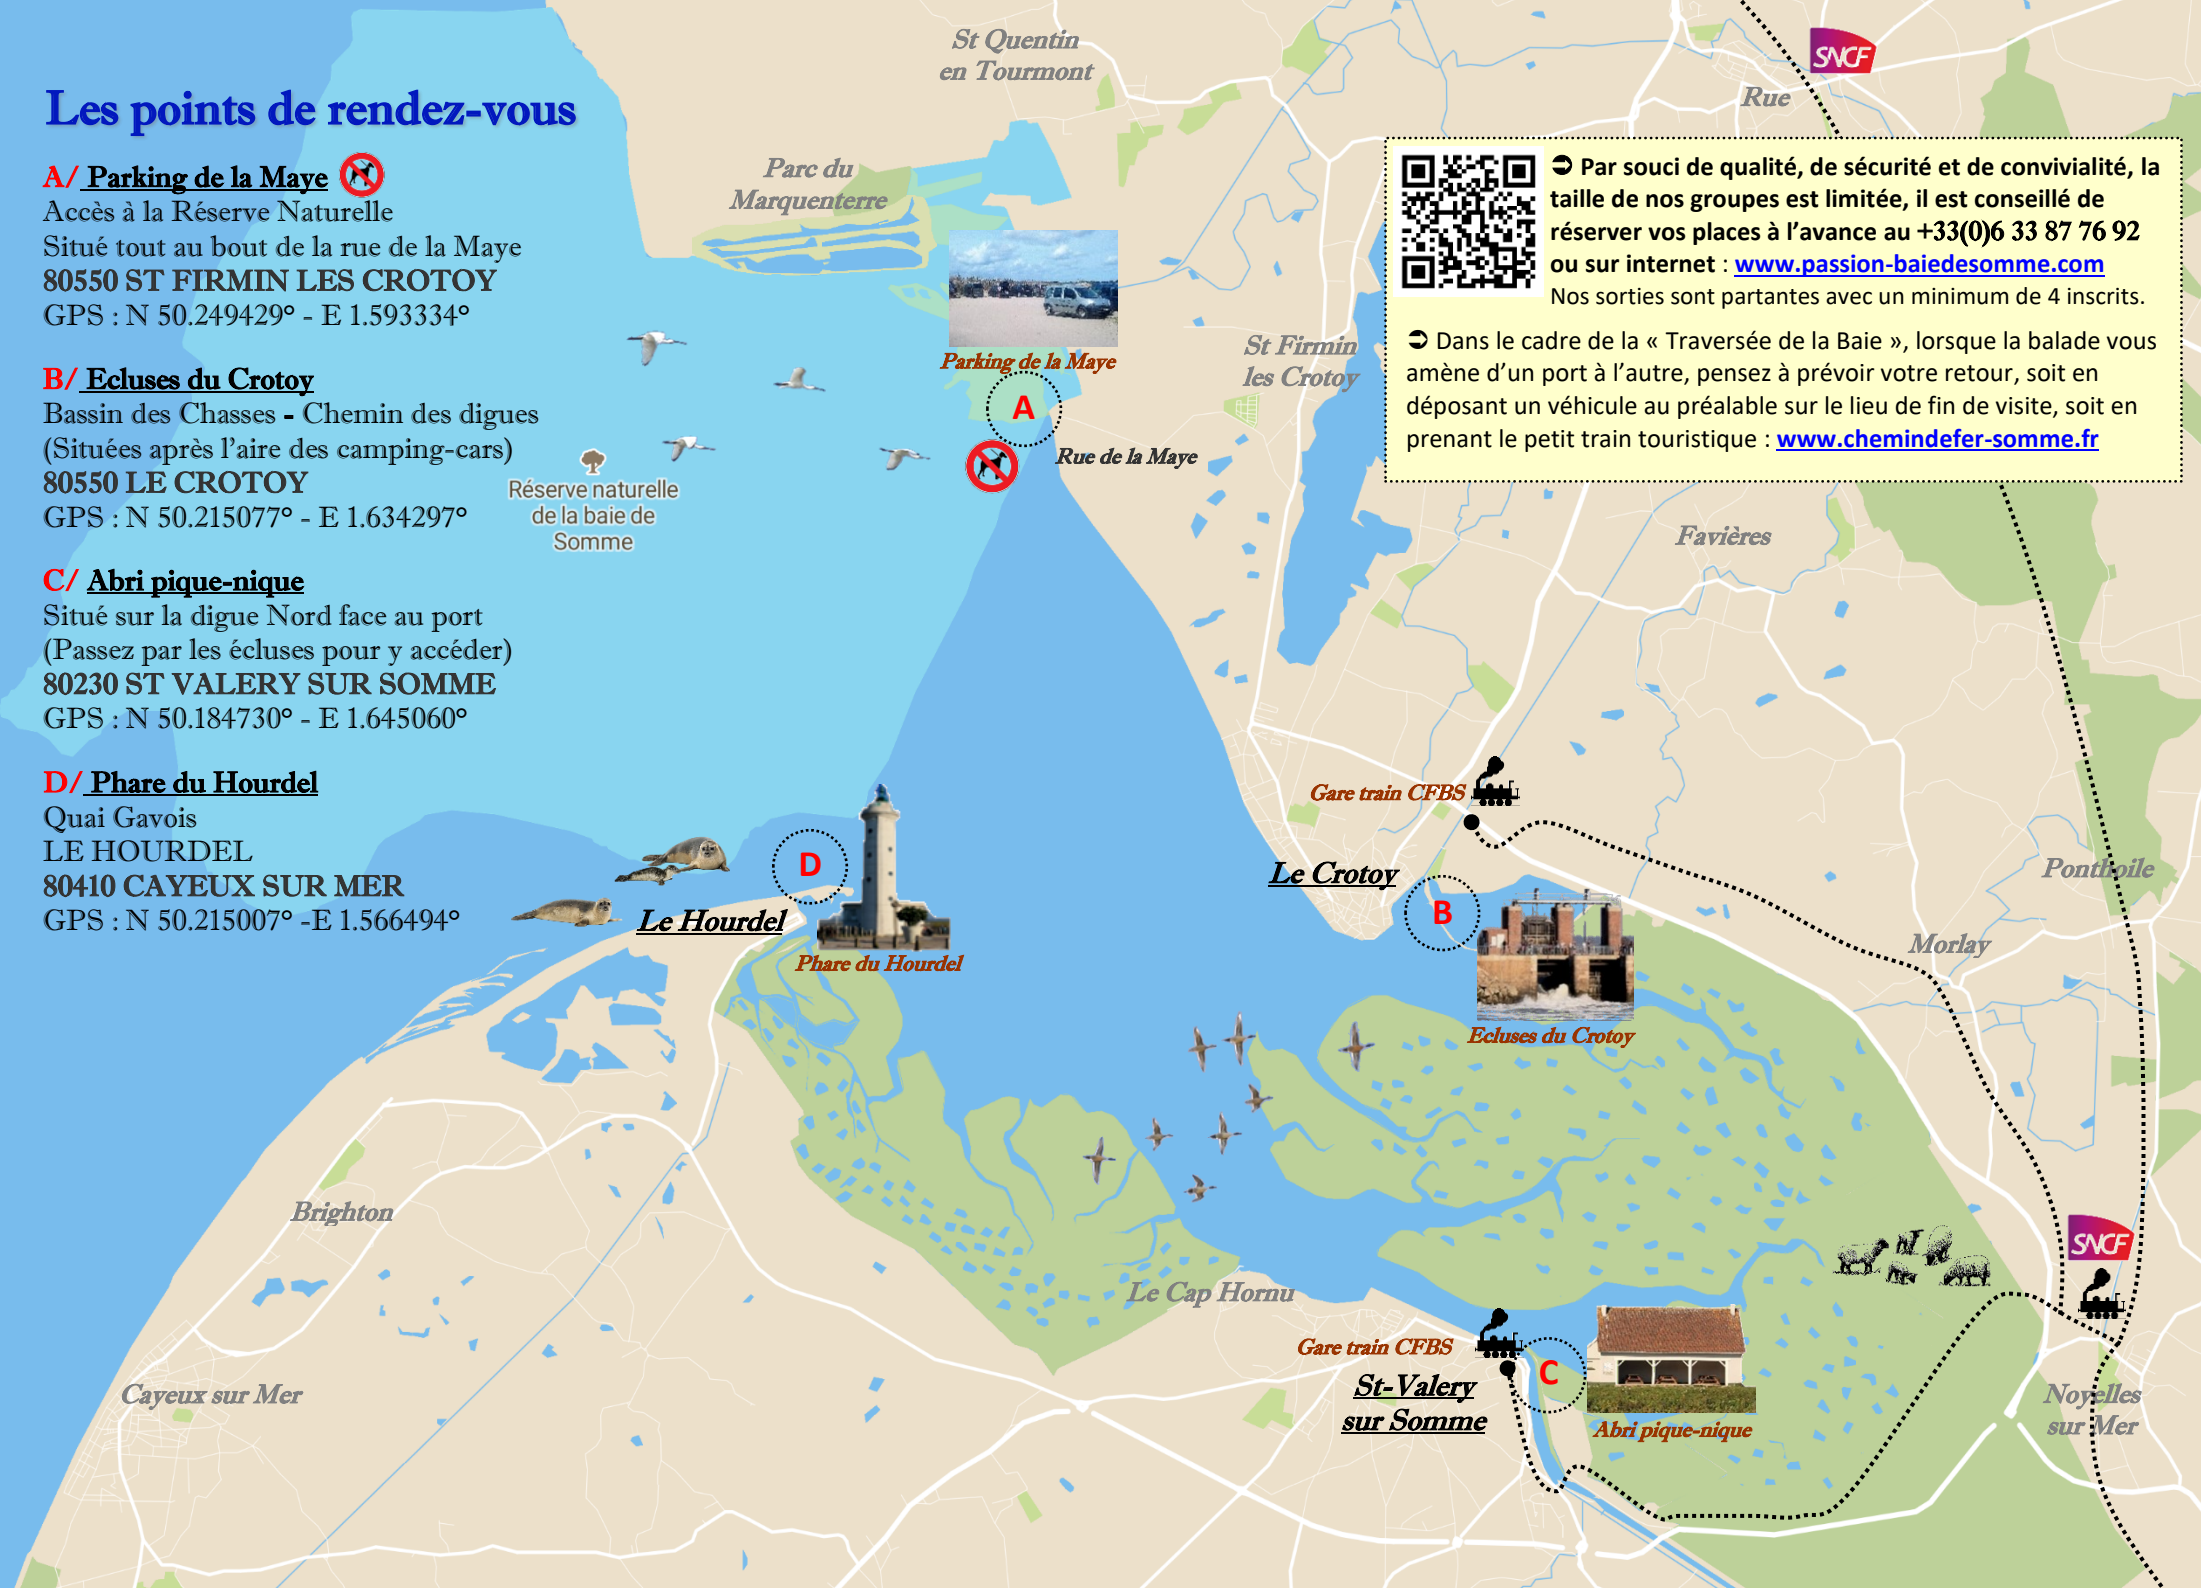 Les points de rendez-vous
A/ Parking de la Maye
Accès à la Réserve Naturelle
Situé tout au bout de la rue de la Maye
80550 ST FIRMIN LES CROTOY
GPS : N 50.249429° - E 1.593334°
B/ Ecluses du Crotoy
Bassin des Chasses - Chemin des digues
(Situées après l'aire des camping-cars)
80550 LE CROTOY
GPS : N 50.215077° - E 1.634297°
C/ Abri pique-nique
Situé sur la digue Nord face au port
(Passez par les écluses pour y accéder)
80230 ST VALERY SUR SOMME
GPS : N 50.184730° - E 1.645060°
D/ Phare du Hourdel
Quai Gavois
LE HOURDEL
80410 CAYEUX SUR MER
GPS : N 50.215007° -E 1.566494°
St Quentin
en Tourmont
SNCF
Rue
Parc du
Marquenterre
➲ Par souci de qualité, de sécurité et de convivialité, la
taille de nos groupes est limitée, il est conseillé de
réserver vos places à l'avance au +33(0)6 33 87 76 92
ou sur internet : www.passion-baiedesomme.com
Nos sorties sont partantes avec un minimum de 4 inscrits.
➲ Dans le cadre de la « Traversée de la Baie », lorsque la balade vous
amène d'un port à l'autre, pensez à prévoir votre retour, soit en
déposant un véhicule au préalable sur le lieu de fin de visite, soit en
prenant le petit train touristique : www.chemindefer-somme.fr
Parking de la Maye
A
Rue de la Maye
St Firmin
les Crotoy
Réserve naturelle
de la baie de
Somme
Favières
Gare train CFBS
Le Crotoy
B
Ecluses du Crotoy
Ponthoile
Morlay
D
Le Hourdel
Phare du Hourdel
Brighton
Cayeux sur Mer
Le Cap Hornu
SNCF
Gare train CFBS
C
St-Valery
sur Somme
Abri pique-nique
Noyelles
sur Mer